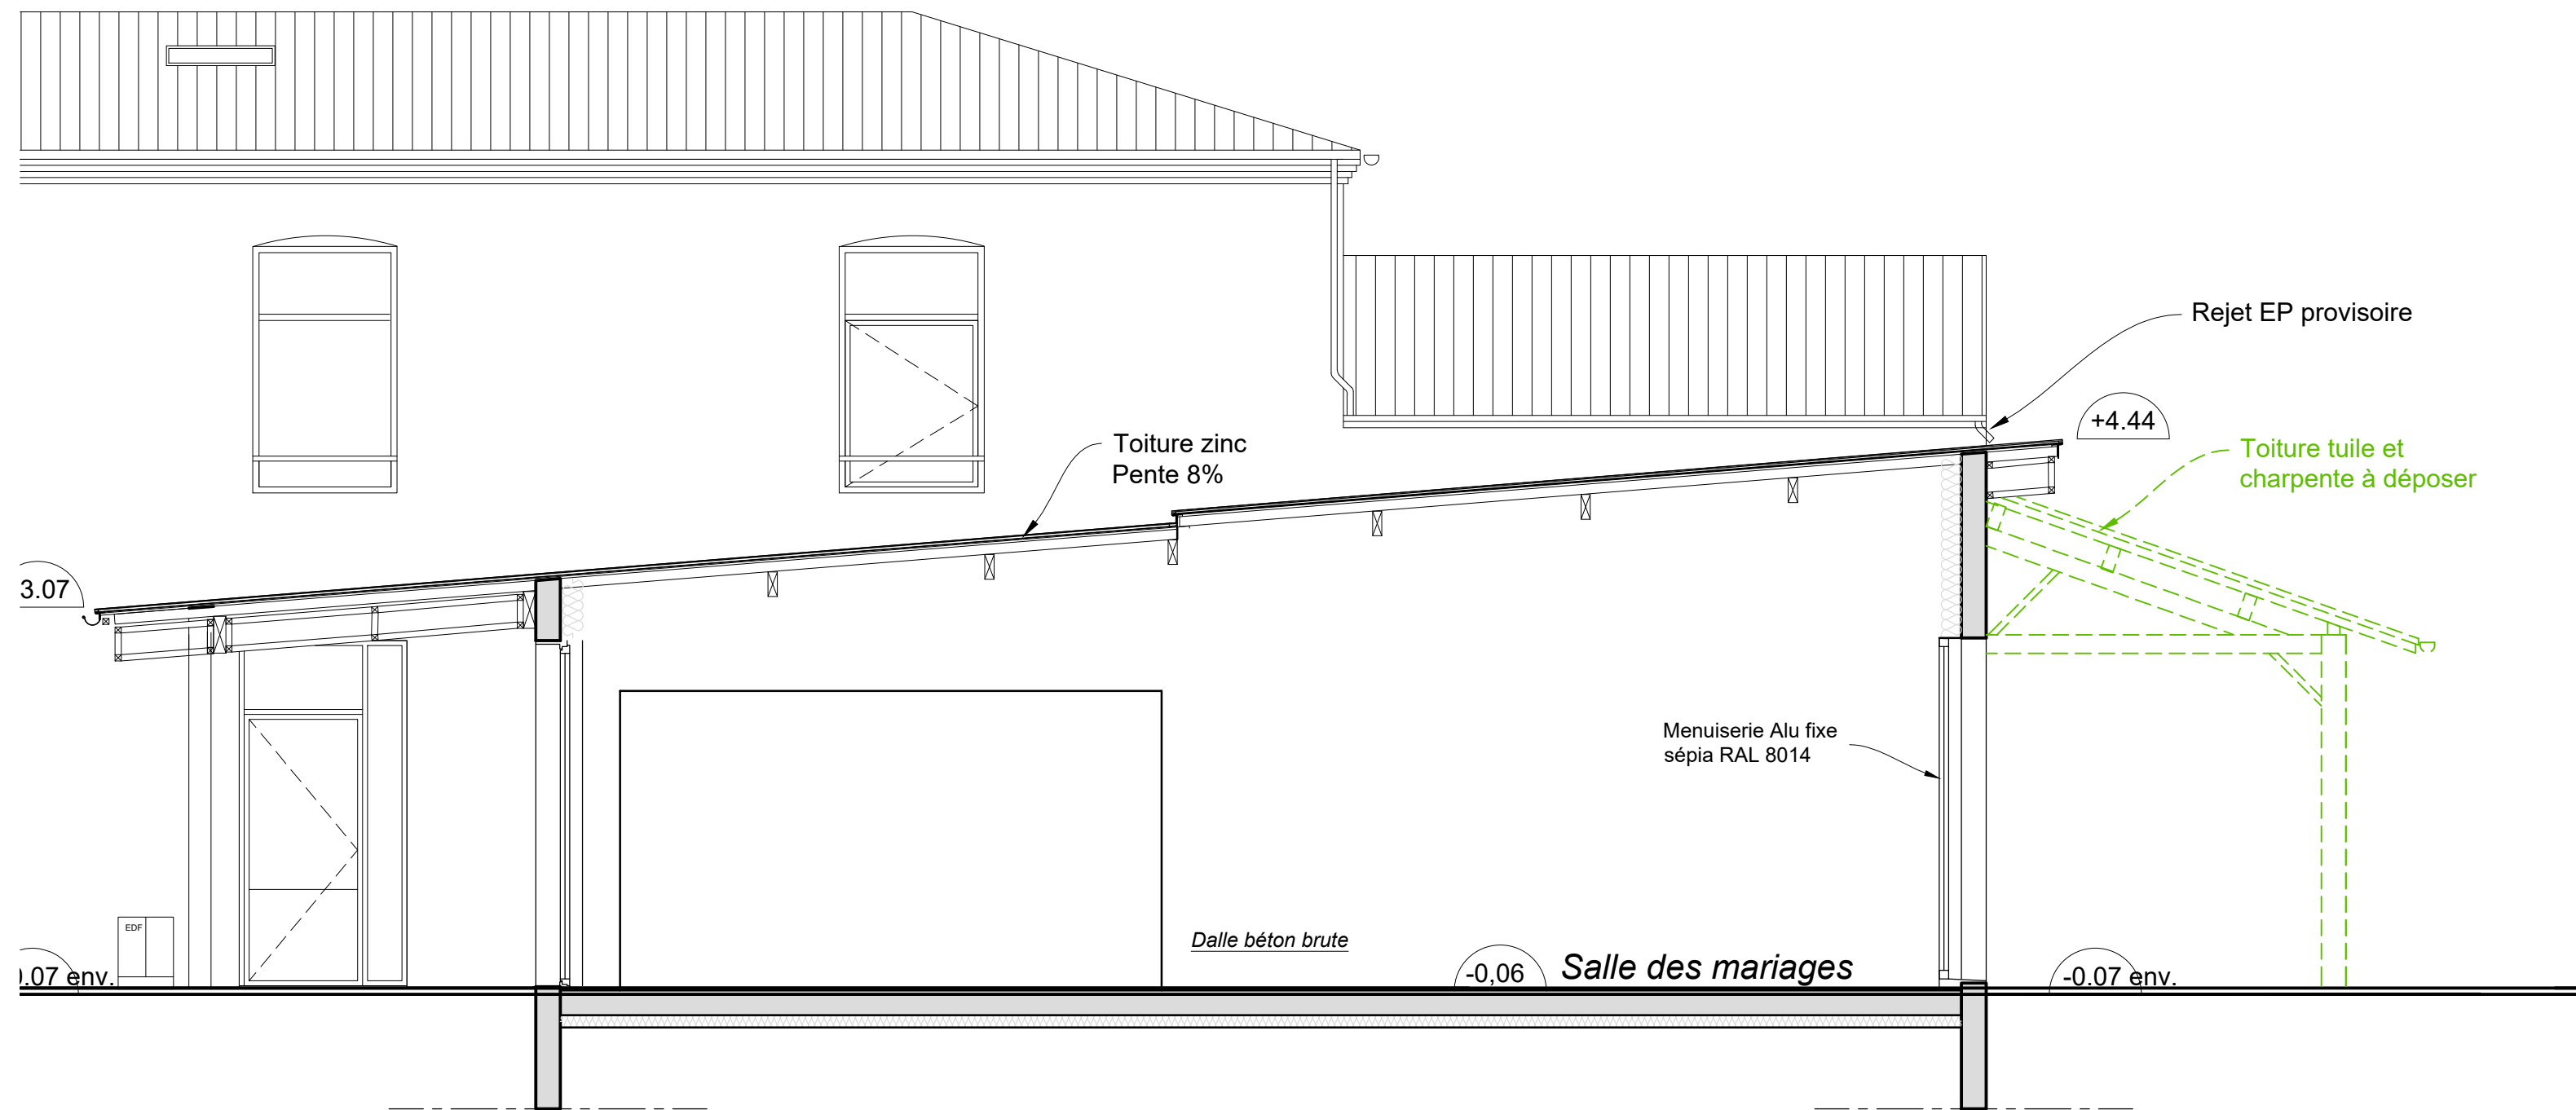 Rejet EP provisoire
+4.44
Toiture zinc
Pente 8%
Toiture tuile et
charpente à déposer
3.07
Menuiserie Alu fixe
sépia RAL 8014
EDF
Dalle béton brute
-0,06
Salle des mariages
.07 env.
-0.07 env.